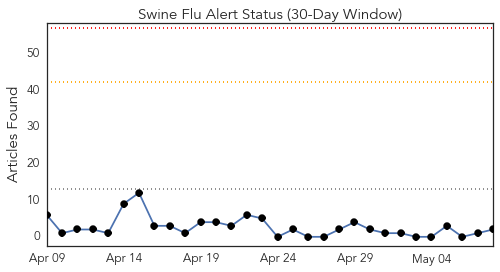 Swine Flu Alert Status (30-Day Window)
Articles Found
50
40
30
20
10
0
Apr 09
Apr 14
Apr 19
Apr 24
Apr 29
May 04